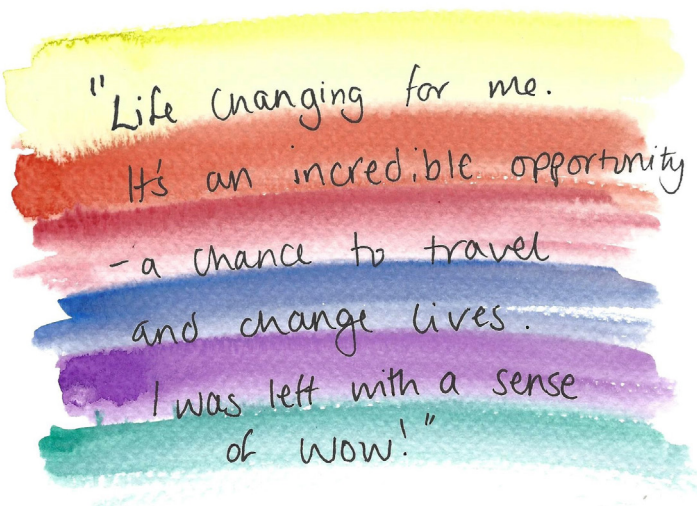 "Life changing for me.
It's an incredible opportunity
- a chance to travel
and change lives.
I was left with a sense
of wow!"